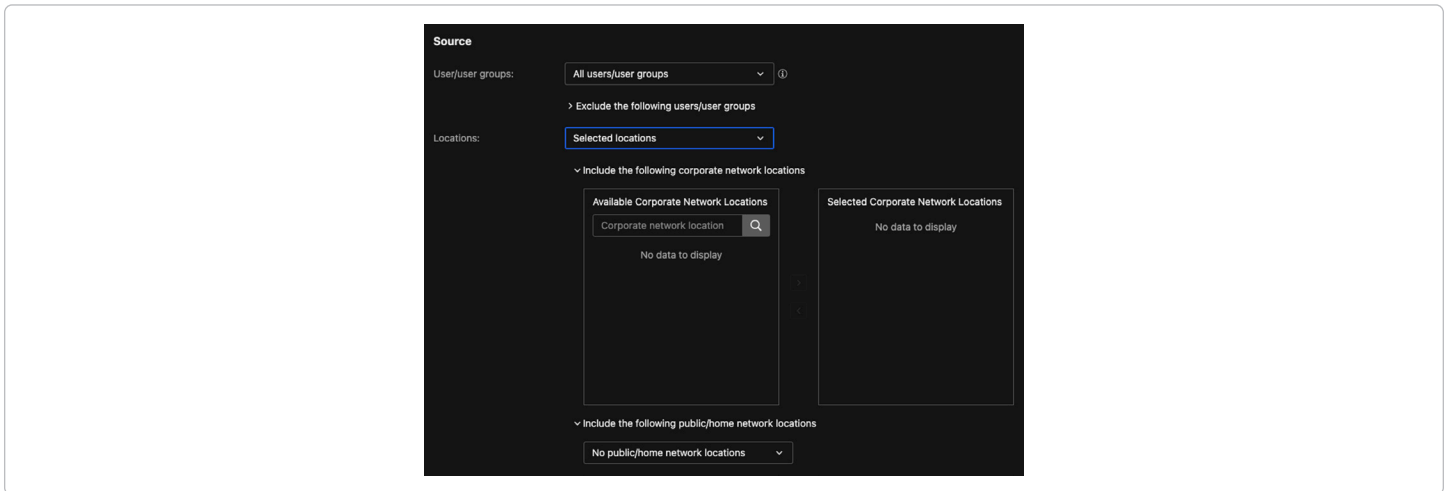 Source
User/user groups: All users/user groups
Exclude the following users/user groups
Locations: Selected locations
Include the following corporate network locations
Available Corporate Network Locations
Corporate network location
No data to display
Selected Corporate Network Locations
No data to display
Include the following public/home network locations
No public/home network locations